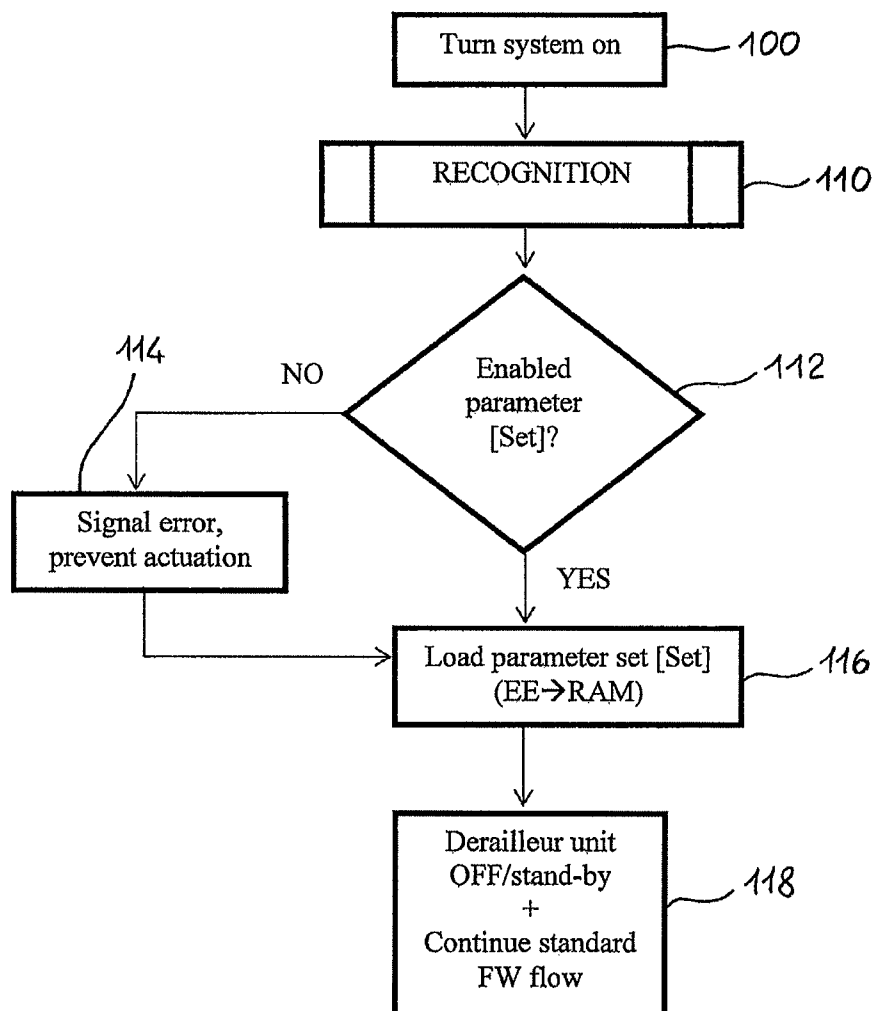 Turn system on
100
RECOGNITION
110
114
NO
Enabled
parameter
[Set]?
112
Signal error,
prevent actuation
YES
Load parameter set [Set]
(EE→RAM)
116
Derailleur unit
OFF/stand-by
+
Continue standard
FW flow
118